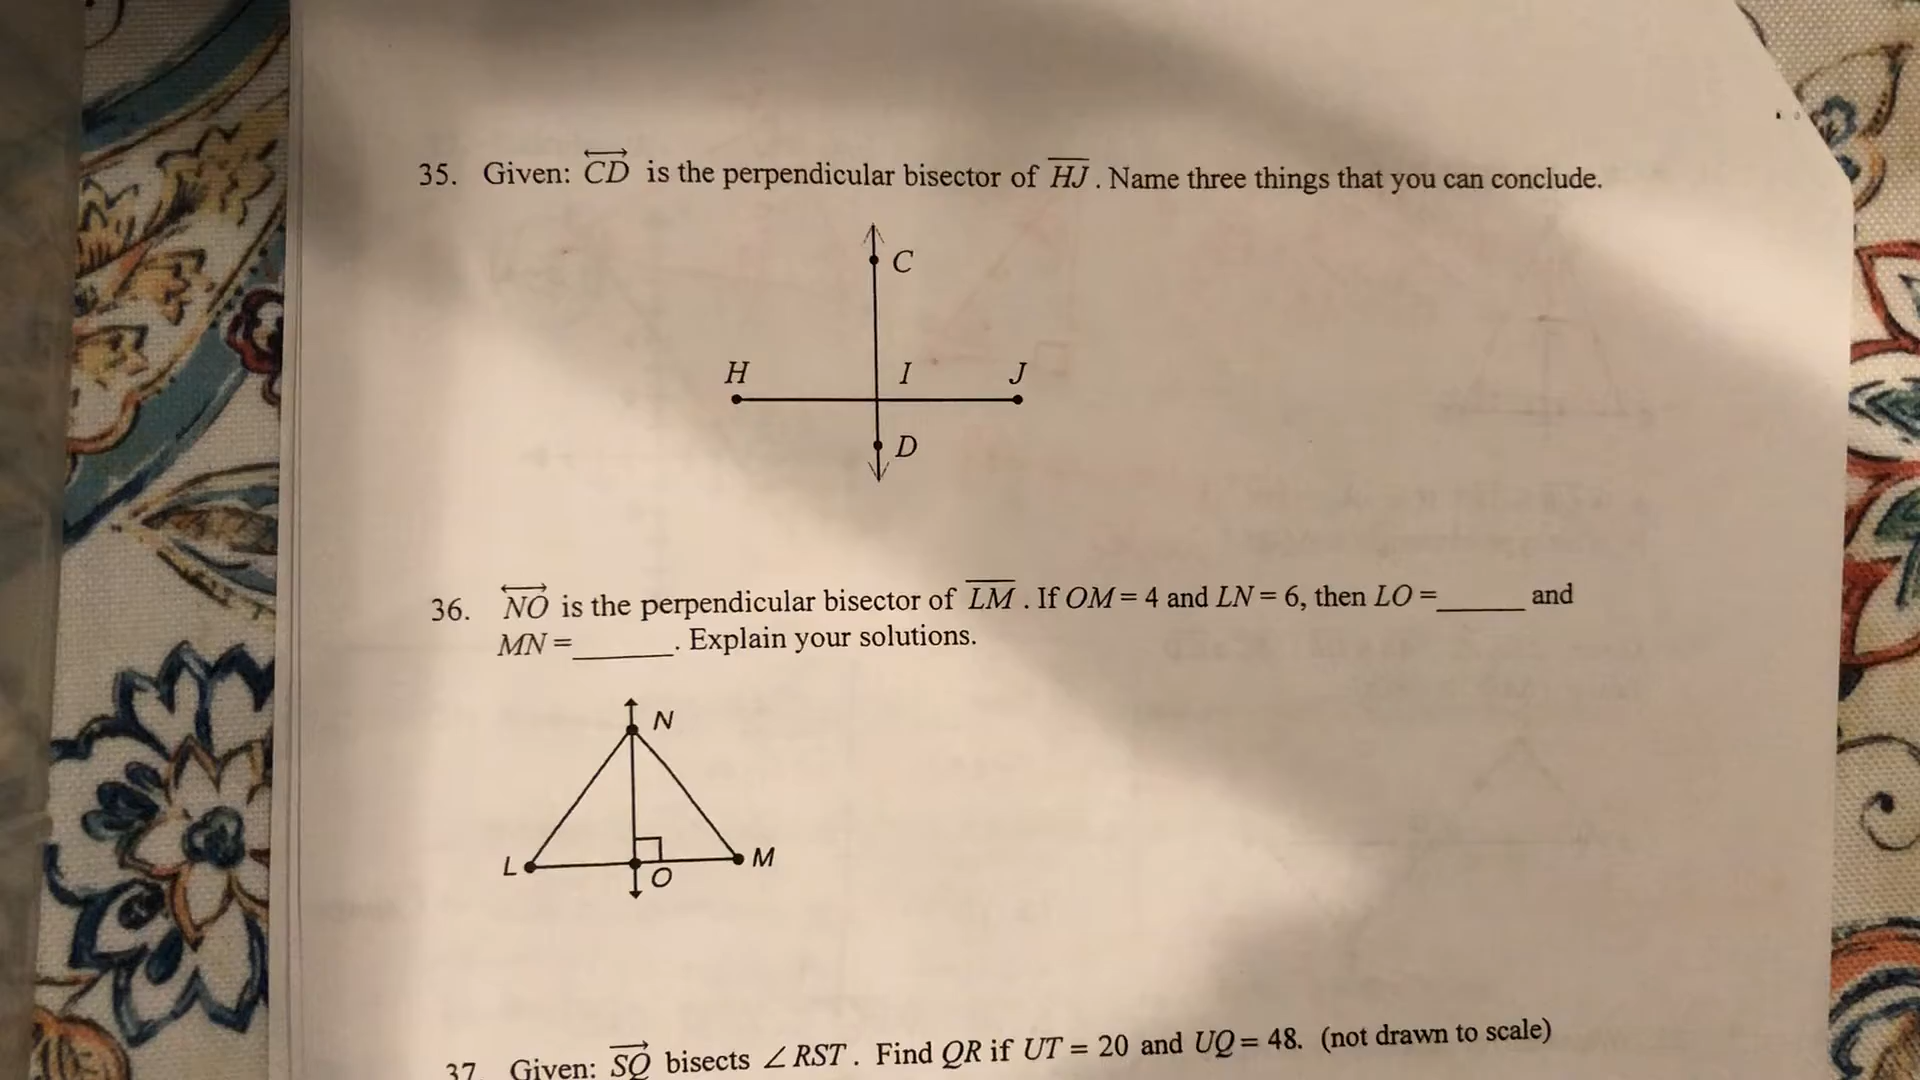 35. Given: CD is the perpendicular bisector of HJ. Name three things that you can conclude.
C
H I J
D
36. NO is the perpendicular bisector of LM. If OM = 4 and LN = 6, then LO =______ and
MN =_______. Explain your solutions.
N
L O M
37. Given: SQ bisects ∠RST. Find QR if UT = 20 and UQ = 48. (not drawn to scale)